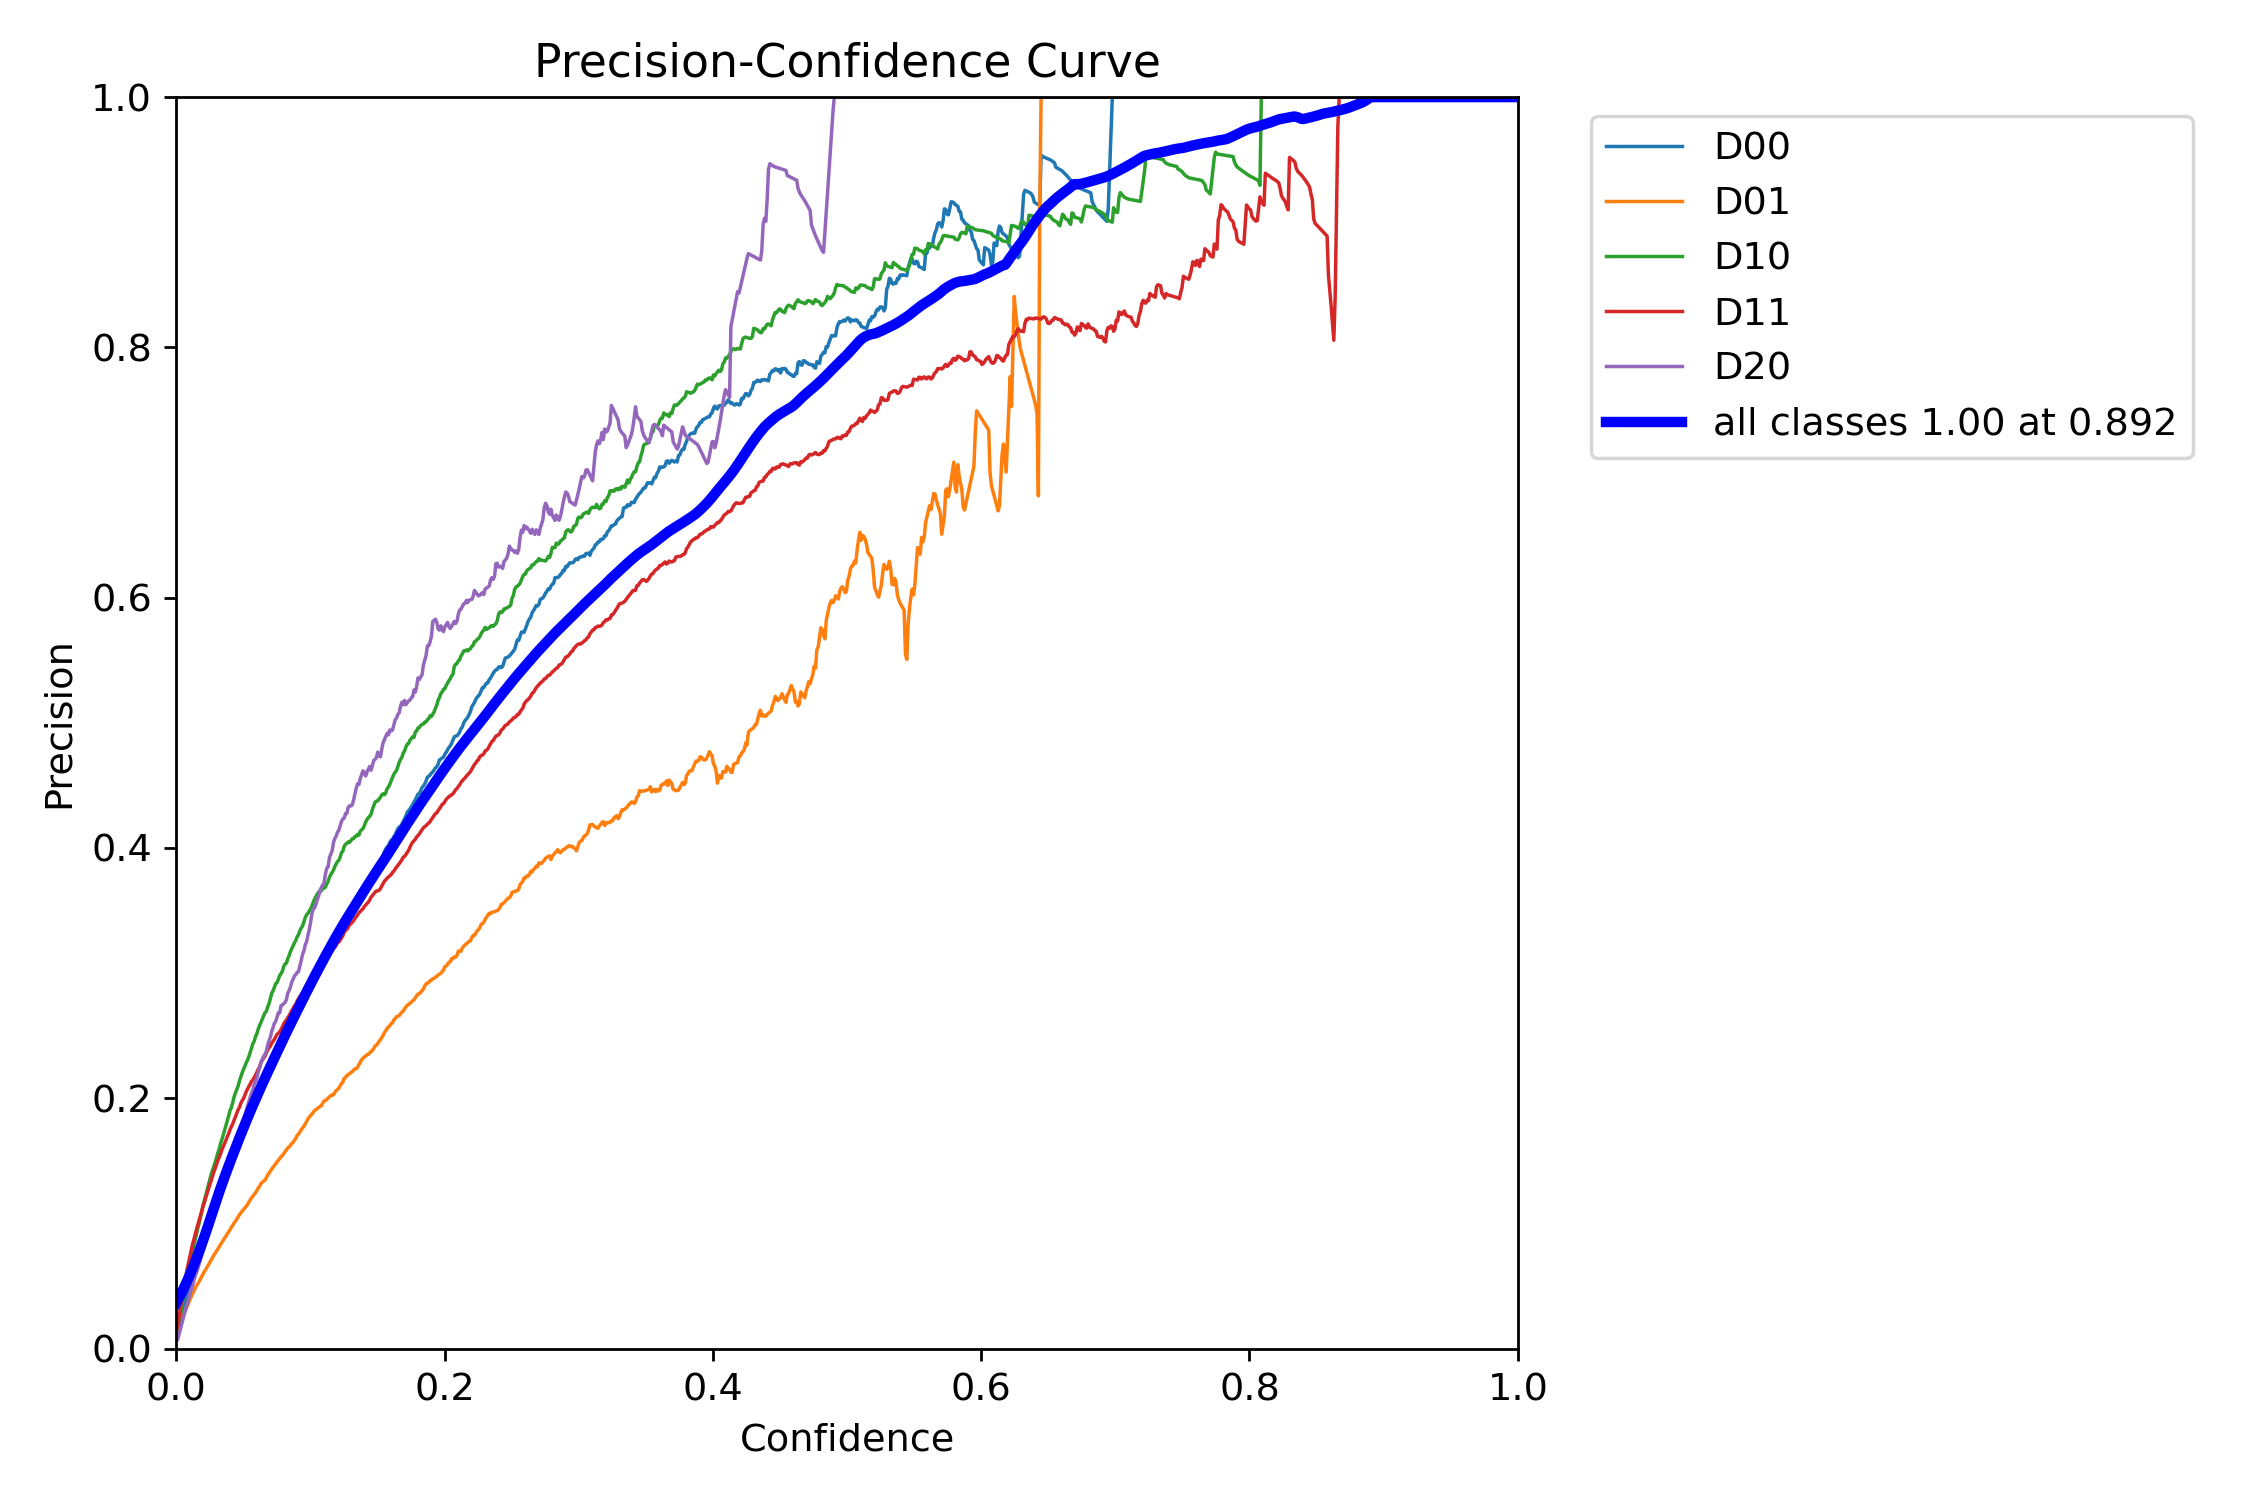 Precision-Confidence Curve
1.0
0.8
0.6
0.4
0.2
0.0
Precision
0.0 0.2 0.4 0.6 0.8 1.0
Confidence
D00
D01
D10
D11
D20
all classes 1.00 at 0.892